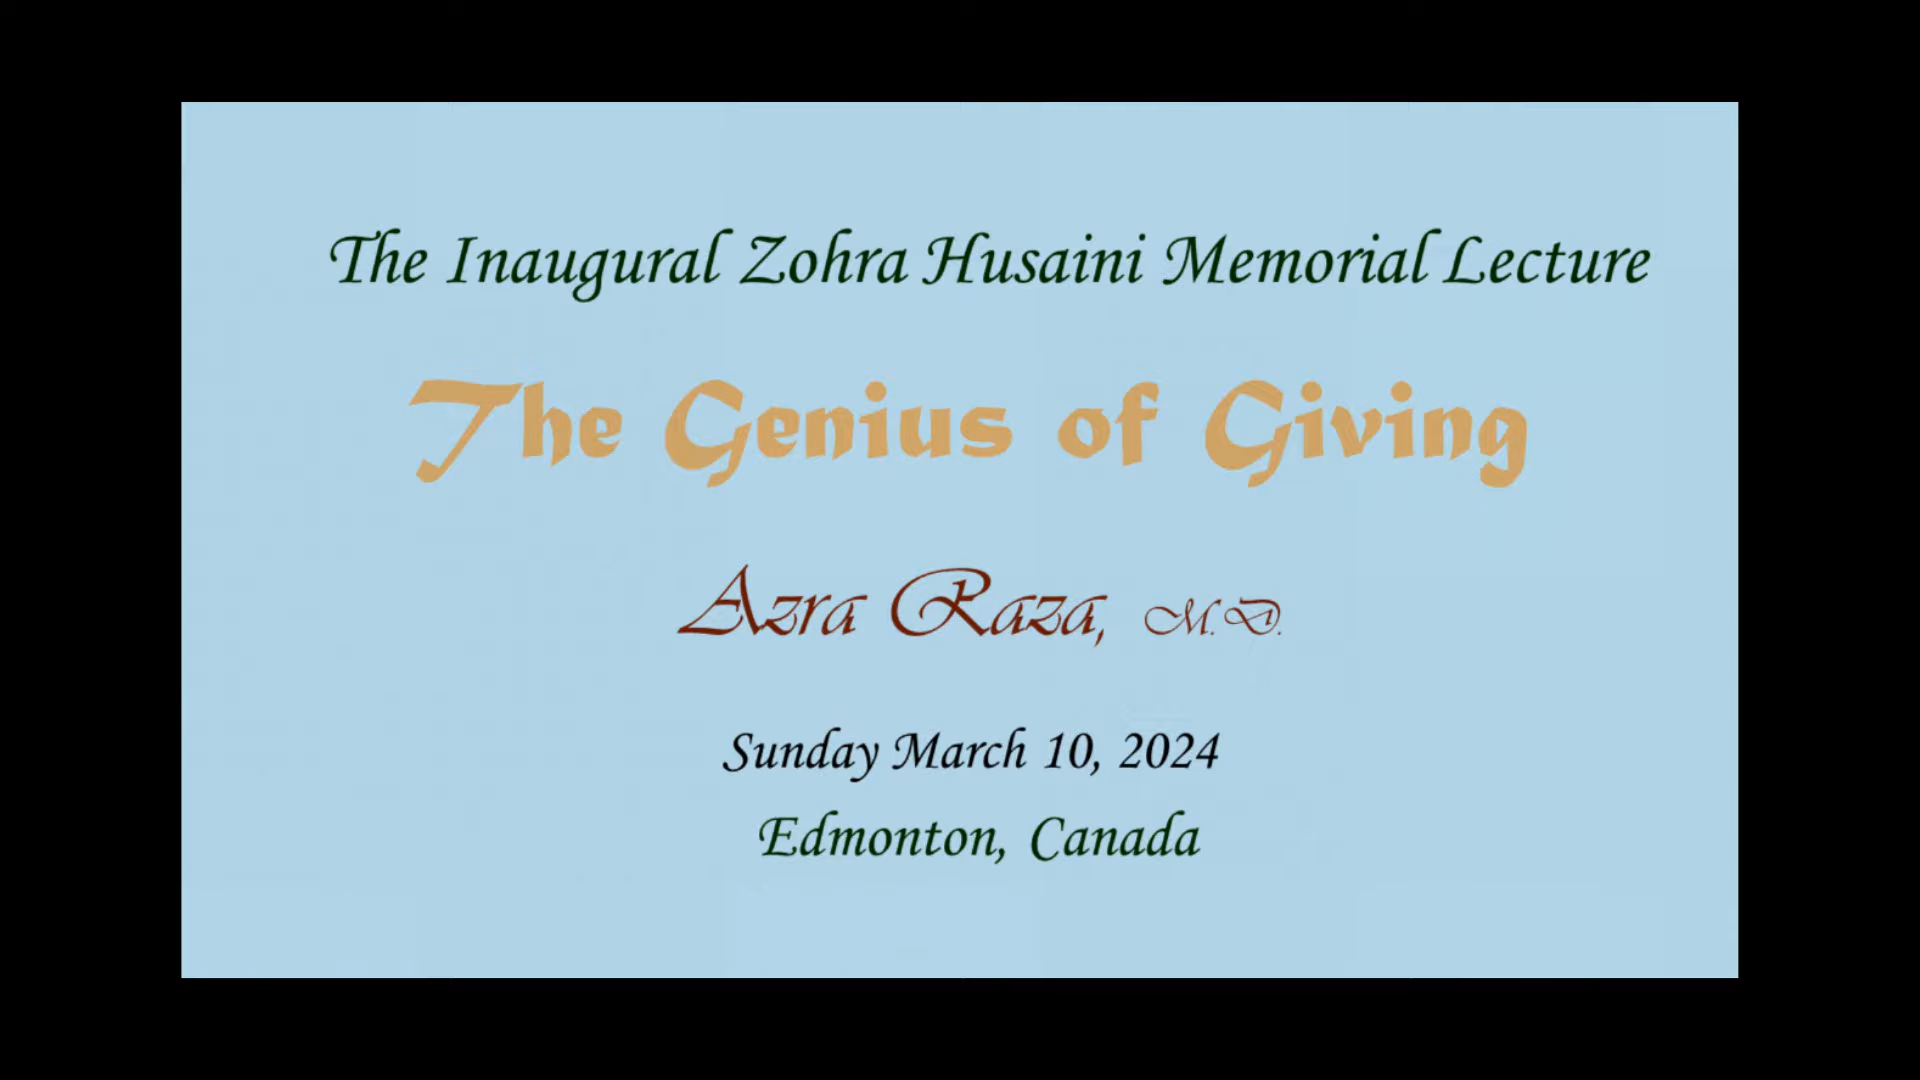 The Inaugural Zohra Husaini Memorial Lecture
The Genius of Giving
Azra Raza, M.D.
Sunday March 10, 2024
Edmonton, Canada